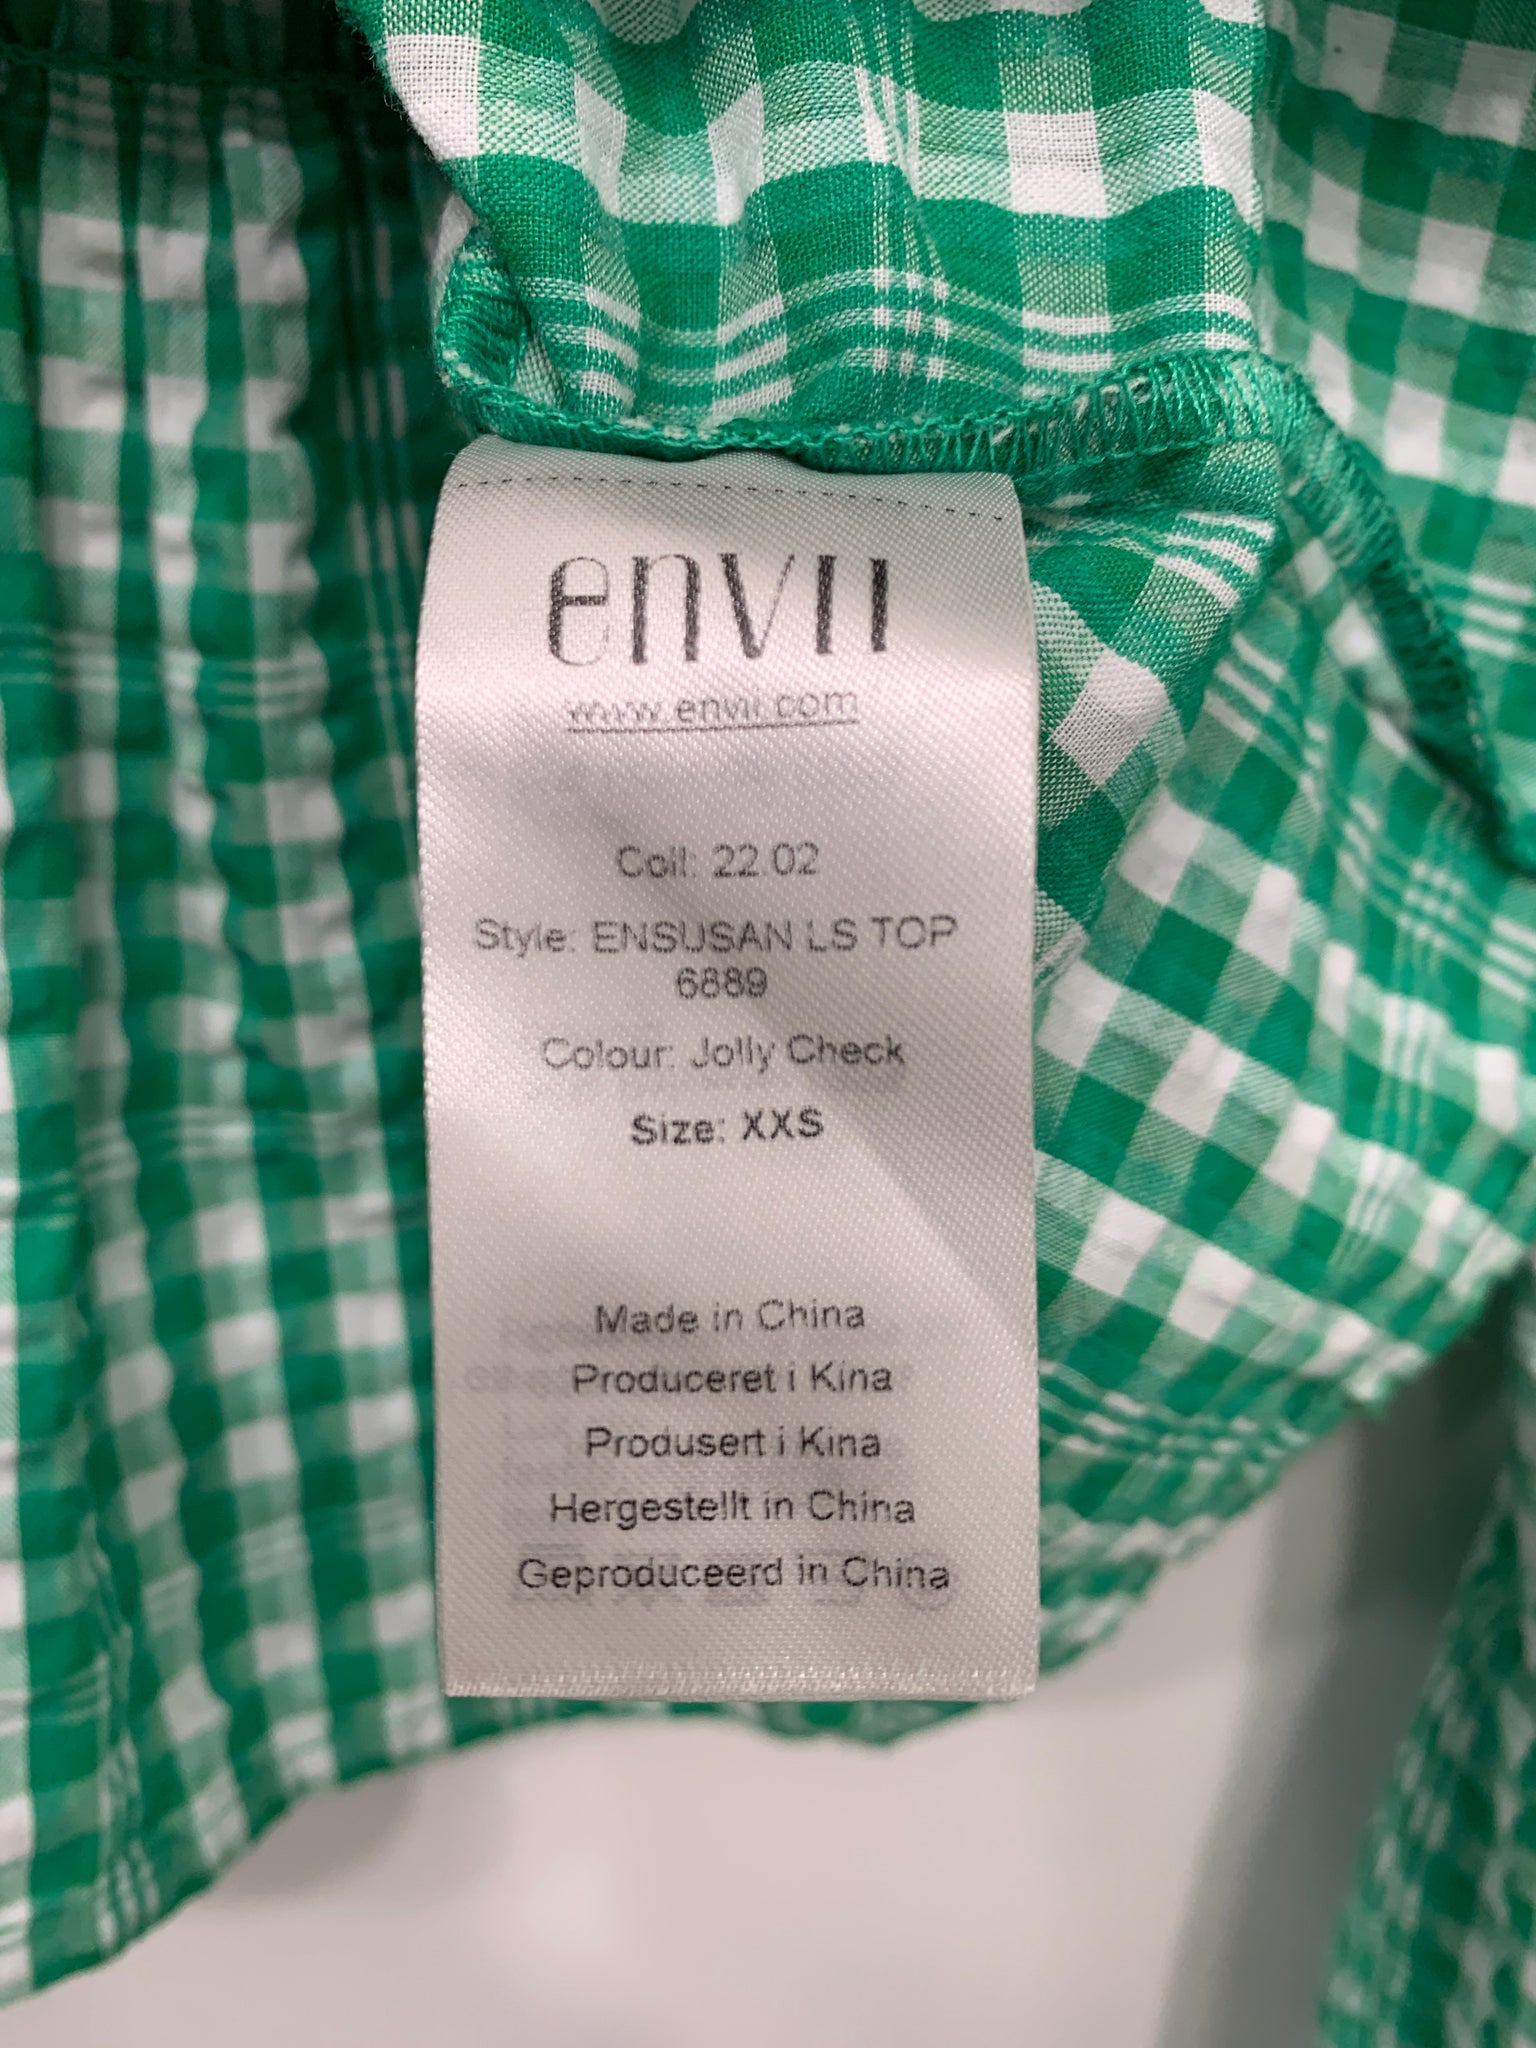 envii
www.envii.com
Coll: 22.02
Style: ENSUSAN LS TOP
6889
Colour: Jolly Check
Size: XXS
Made in China
Produceret i Kina
Produsert i Kina
Hergestellt in China
Geproduceerd in China